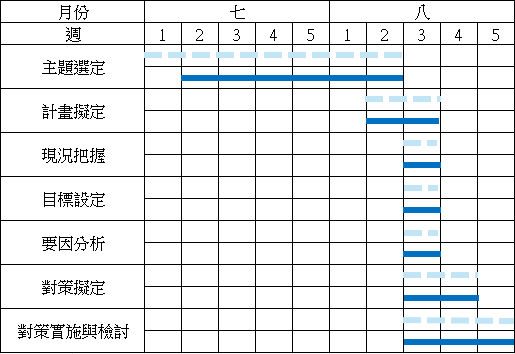 月份 七 八
週 1 2 3 4 5 1 2 3 4 5
主題選定
計畫擬定
現況把握
目標設定
要因分析
對策擬定
對策實施與檢討